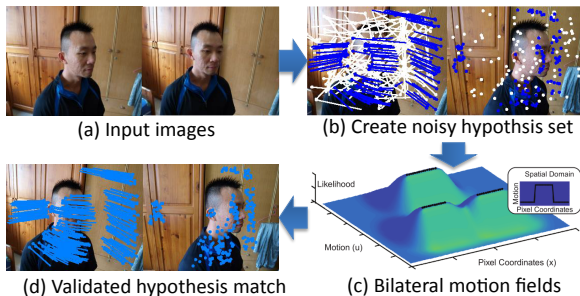 (a) Input images
(b) Create noisy hypothsis set
Likelihood
Motion (u)
Pixel Coordinates (x)
Spatial Domain
Motion
Pixel Coordinates
(d) Validated hypothesis match
(c) Bilateral motion fields